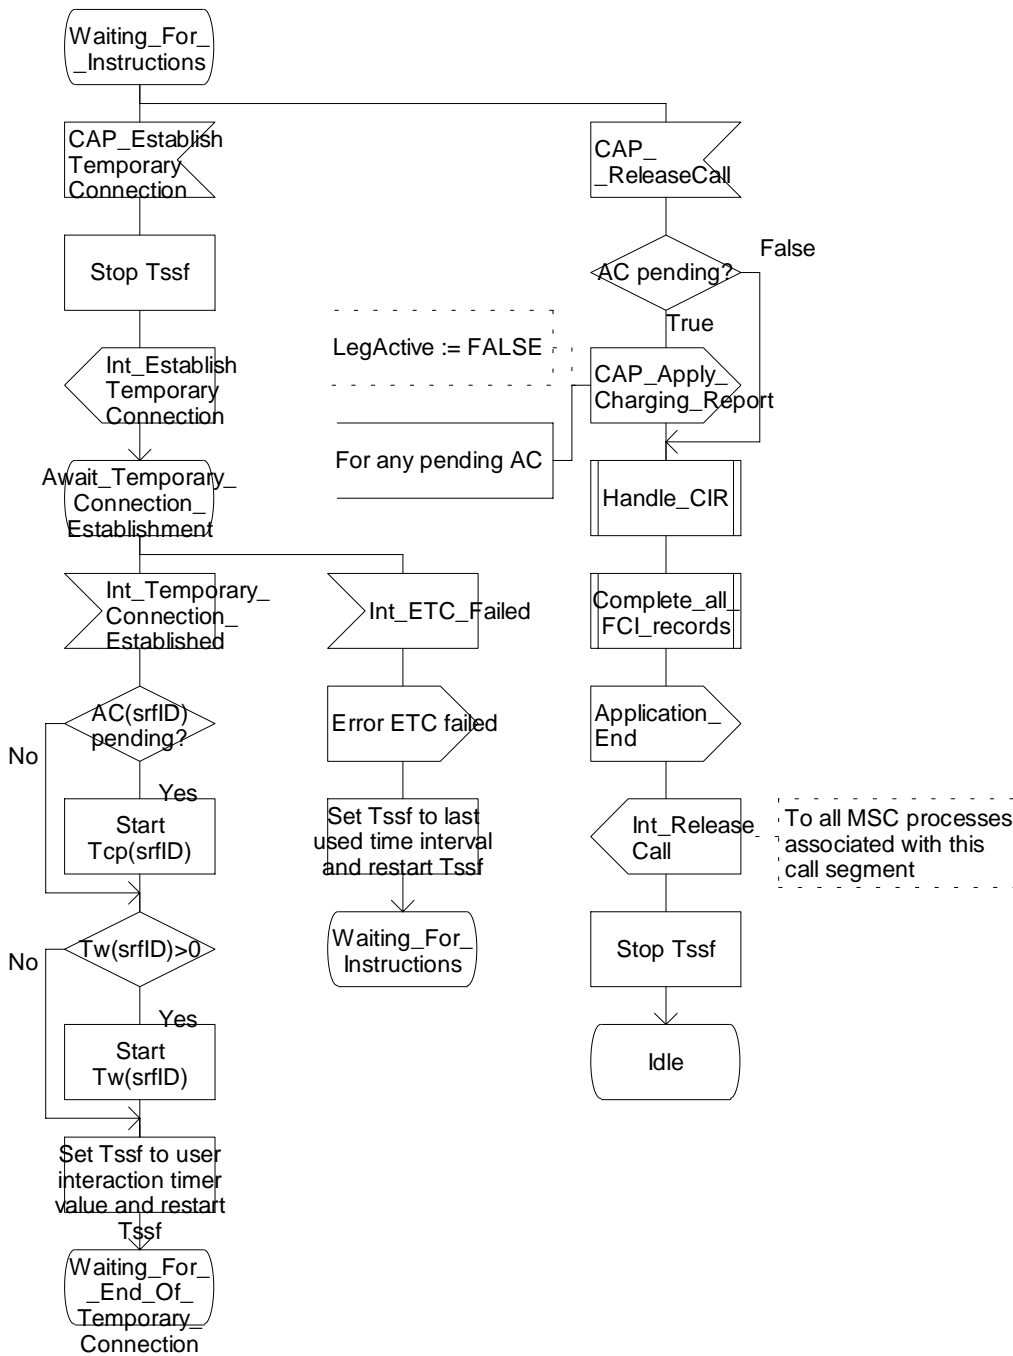 Waiting_For_
_Instructions
CAP_Establish
Temporary
Connection
Stop Tssf
Int_Establish
Temporary
Connection
Await_Temporary_
Connection_
Establishment
Int_Temporary_
Connection_
Established
AC(srfID)
pending?
No
Yes
Start
Tcp(srfID)
Tw(srfID)>0
No
Yes
Start
Tw(srfID)
Set Tssf to user
interaction timer
value and restart
Tssf
Waiting_For_
_End_Of_
Temporary_
Connection
Int_ETC_Failed
Error ETC failed
Set Tssf to last
used time interval
and restart Tssf
Waiting_For_
Instructions
CAP_
_ReleaseCall
AC pending?
False
True
LegActive := FALSE
CAP_Apply_
Charging_Report
For any pending AC
Handle_CIR
Complete_all_
FCI_records
Application_
End
Int_Release_
Call
To all MSC processes
associated with this
call segment
Stop Tssf
Idle